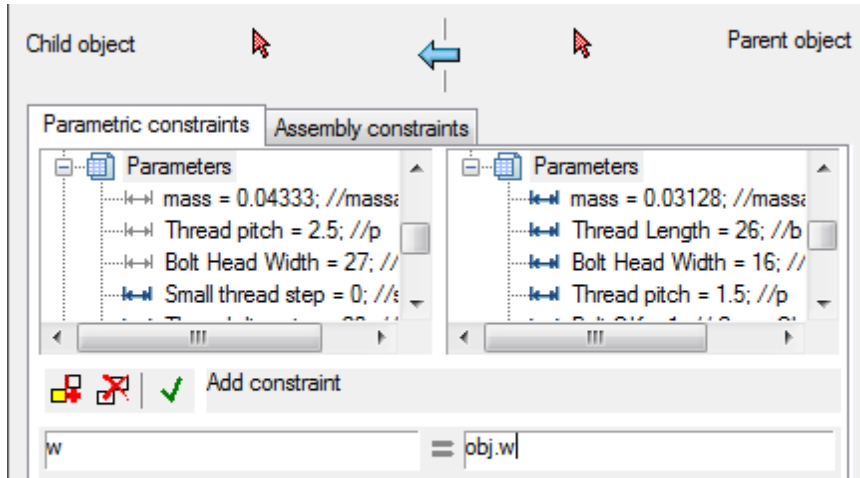 Child object
Parent object
Parametric constraints
Assembly constraints
Parameters
mass = 0.04333; //massa
Thread pitch = 2.5; //p
Bolt Head Width = 27; //
Small thread step = 0; //s
Parameters
mass = 0.03128; //massa
Thread Length = 26; //b
Bolt Head Width = 16; //
Thread pitch = 1.5; //p
Add constraint
w = obj.w